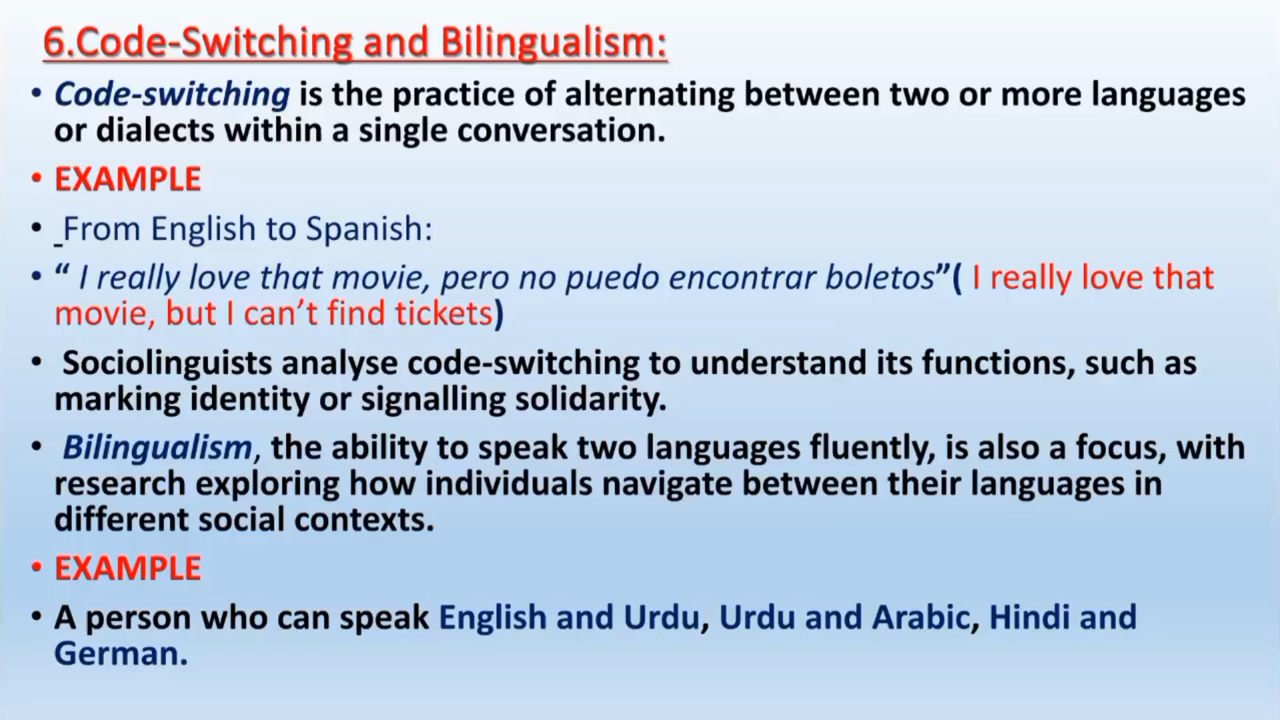 6.Code-Switching and Bilingualism:
• Code-switching is the practice of alternating between two or more languages
or dialects within a single conversation.
• EXAMPLE
• From English to Spanish:
• “ I really love that movie, pero no puedo encontrar boletos”( I really love that
movie, but I can’t find tickets)
• Sociolinguists analyse code-switching to understand its functions, such as
marking identity or signalling solidarity.
• Bilingualism, the ability to speak two languages fluently, is also a focus, with
research exploring how individuals navigate between their languages in
different social contexts.
• EXAMPLE
• A person who can speak English and Urdu, Urdu and Arabic, Hindi and
German.